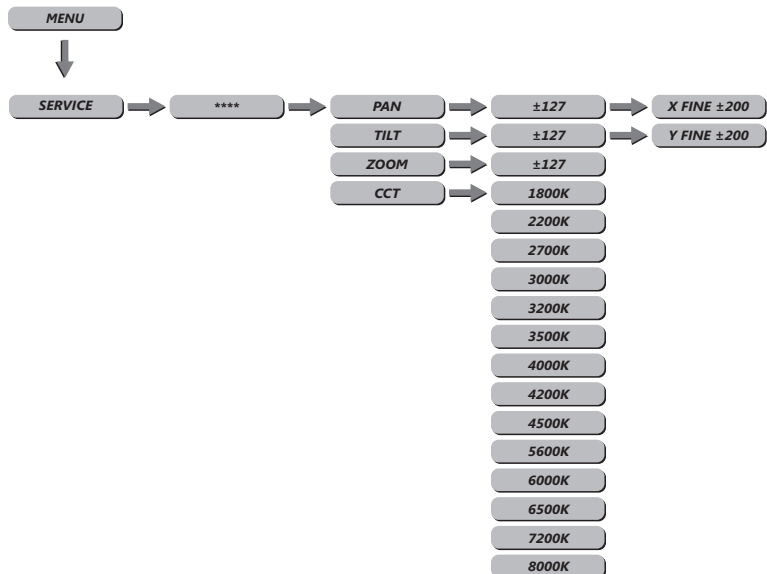 MENU
SERVICE **** PAN ±127 X FINE ±200
TILT ±127 Y FINE ±200
ZOOM ±127
CCT 1800K
2200K
2700K
3000K
3200K
3500K
4000K
4200K
4500K
5600K
6000K
6500K
7200K
8000K